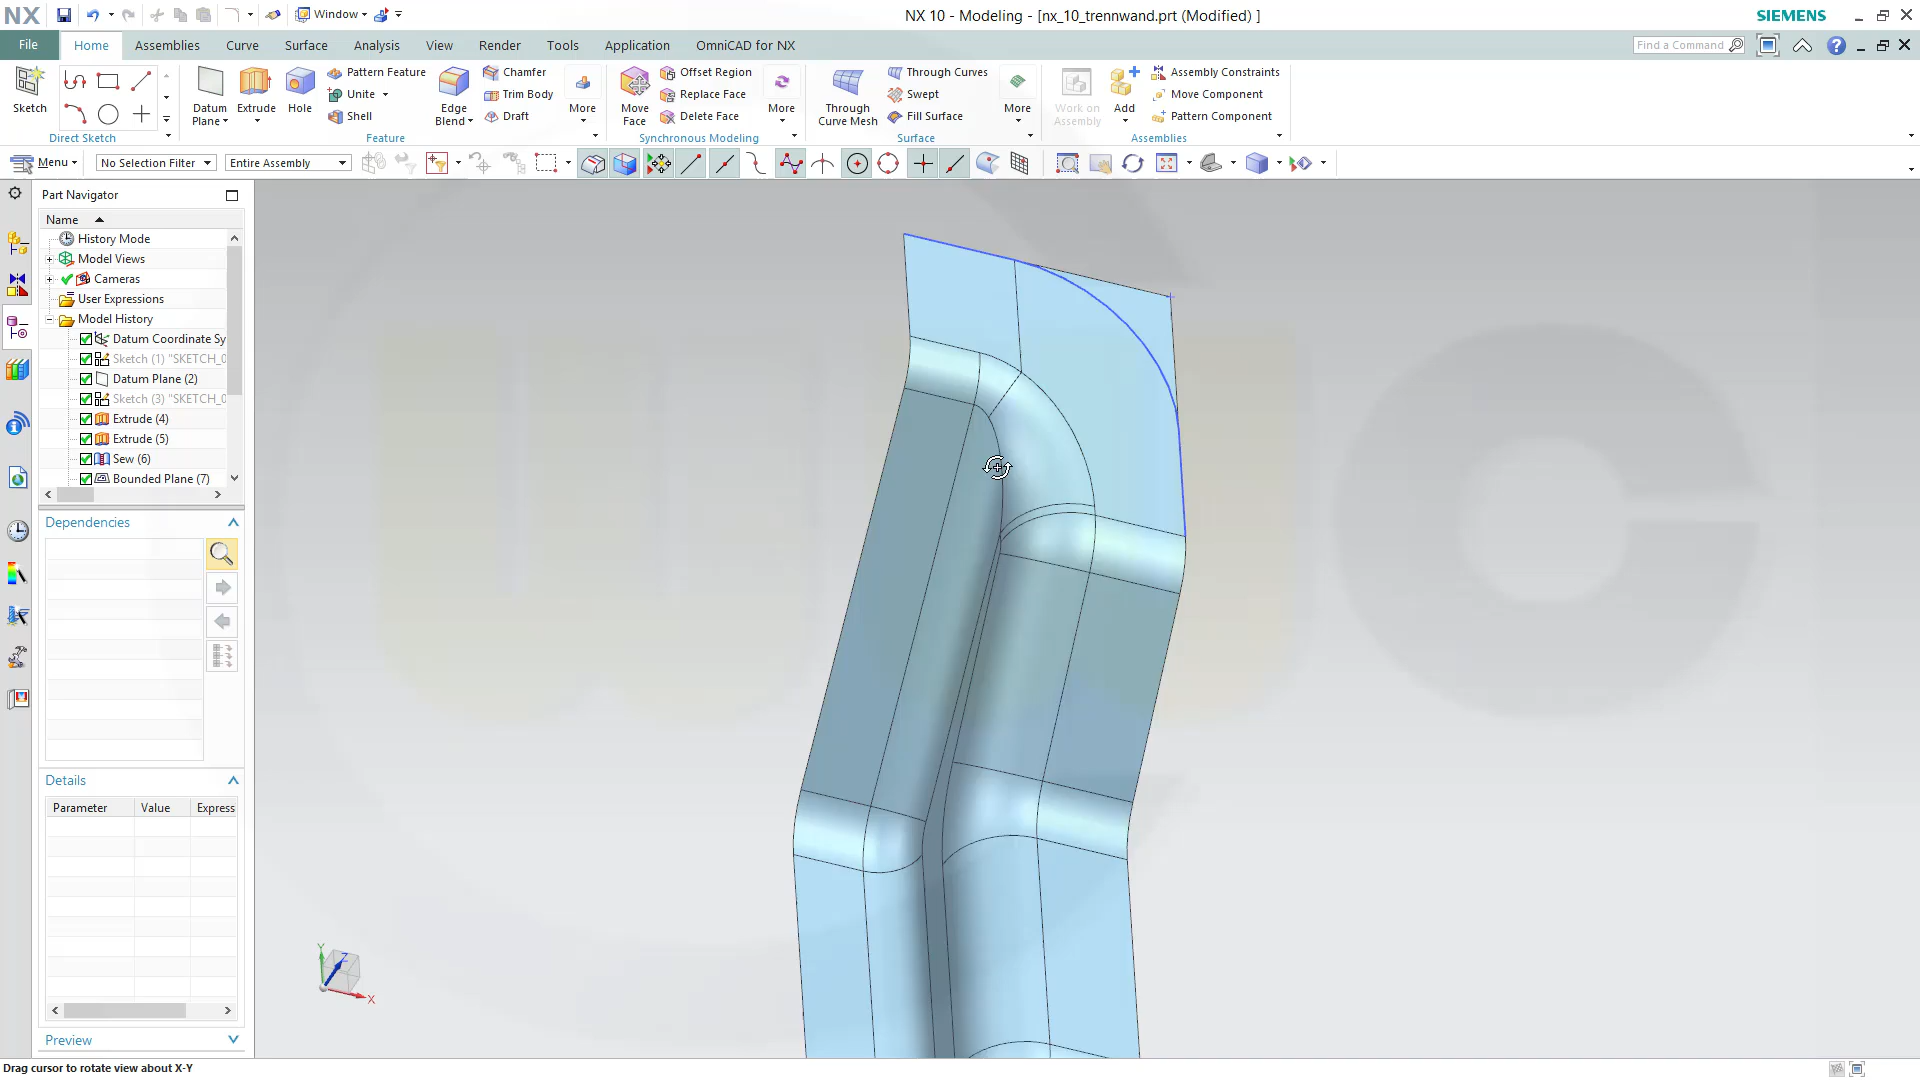 NX
Window
NX 10 - Modeling - [nx_10_trennwand.prt (Modified) ]
SIEMENS
File
Home
Assemblies
Curve
Surface
Analysis
View
Render
Tools
Application
OmniCAD for NX
Find a Command
Sketch
Direct Sketch
Datum Plane
Extrude
Hole
Pattern Feature
Unite
Shell
Edge Blend
Chamfer
Trim Body
Draft
More
Feature
Move Face
Offset Region
Replace Face
Delete Face
More
Synchronous Modeling
Through Curve Mesh
Through Curves
Swept
Fill Surface
More
Surface
Work on Assembly
Add
Assembly Constraints
Move Component
Pattern Component
Assemblies
Menu
No Selection Filter
Entire Assembly
Part Navigator
Name
History Mode
Model Views
Cameras
User Expressions
Model History
Datum Coordinate Sy
Sketch (1) "SKETCH_0
Datum Plane (2)
Sketch (3) "SKETCH_0
Extrude (4)
Extrude (5)
Sew (6)
Bounded Plane (7)
Dependencies
Details
Parameter
Value
Express
Preview
Y
Z
X
Drag cursor to rotate view about X-Y